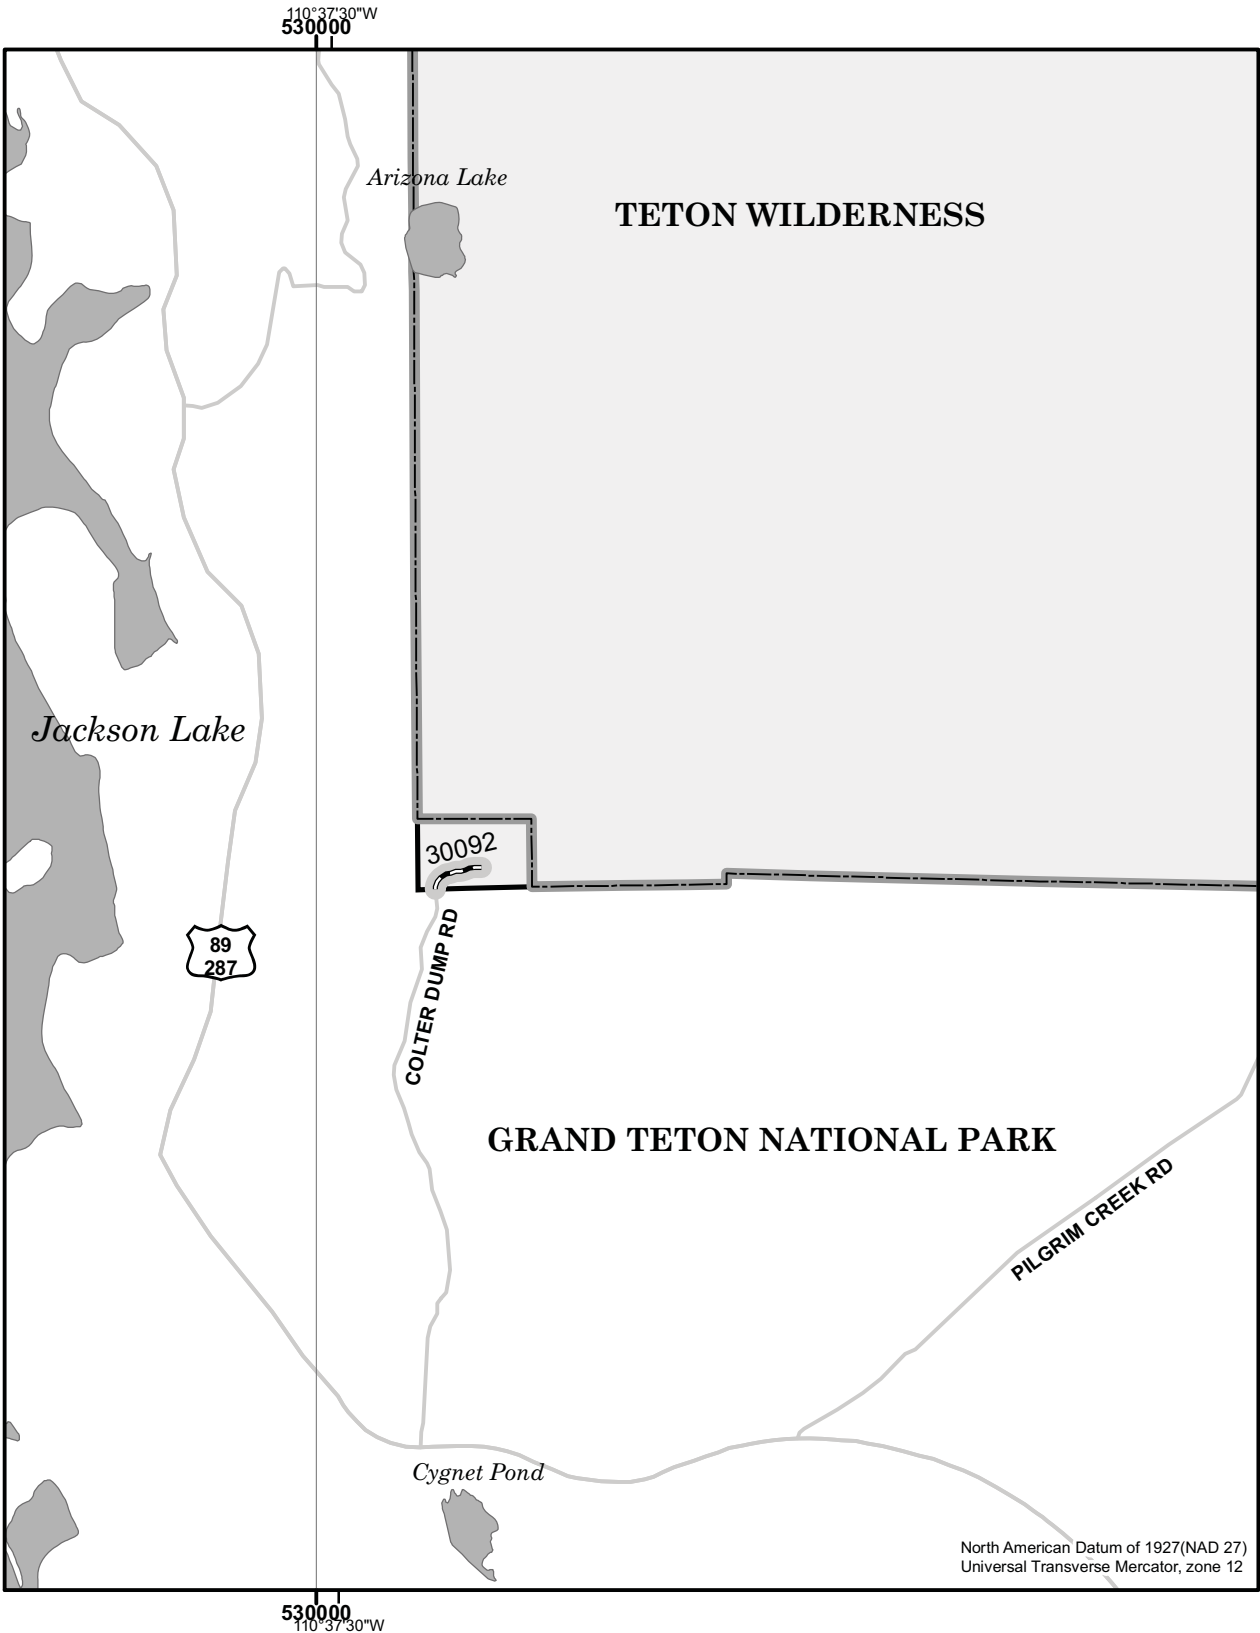 110°37'30"W
530000
Arizona Lake
TETON WILDERNESS
Jackson Lake
30092
89
287
COLTER DUMP RD
GRAND TETON NATIONAL PARK
PILGRIM CREEK RD
Cygnet Pond
North American Datum of 1927(NAD 27)
Universal Transverse Mercator, zone 12
530000
110°37'30"W